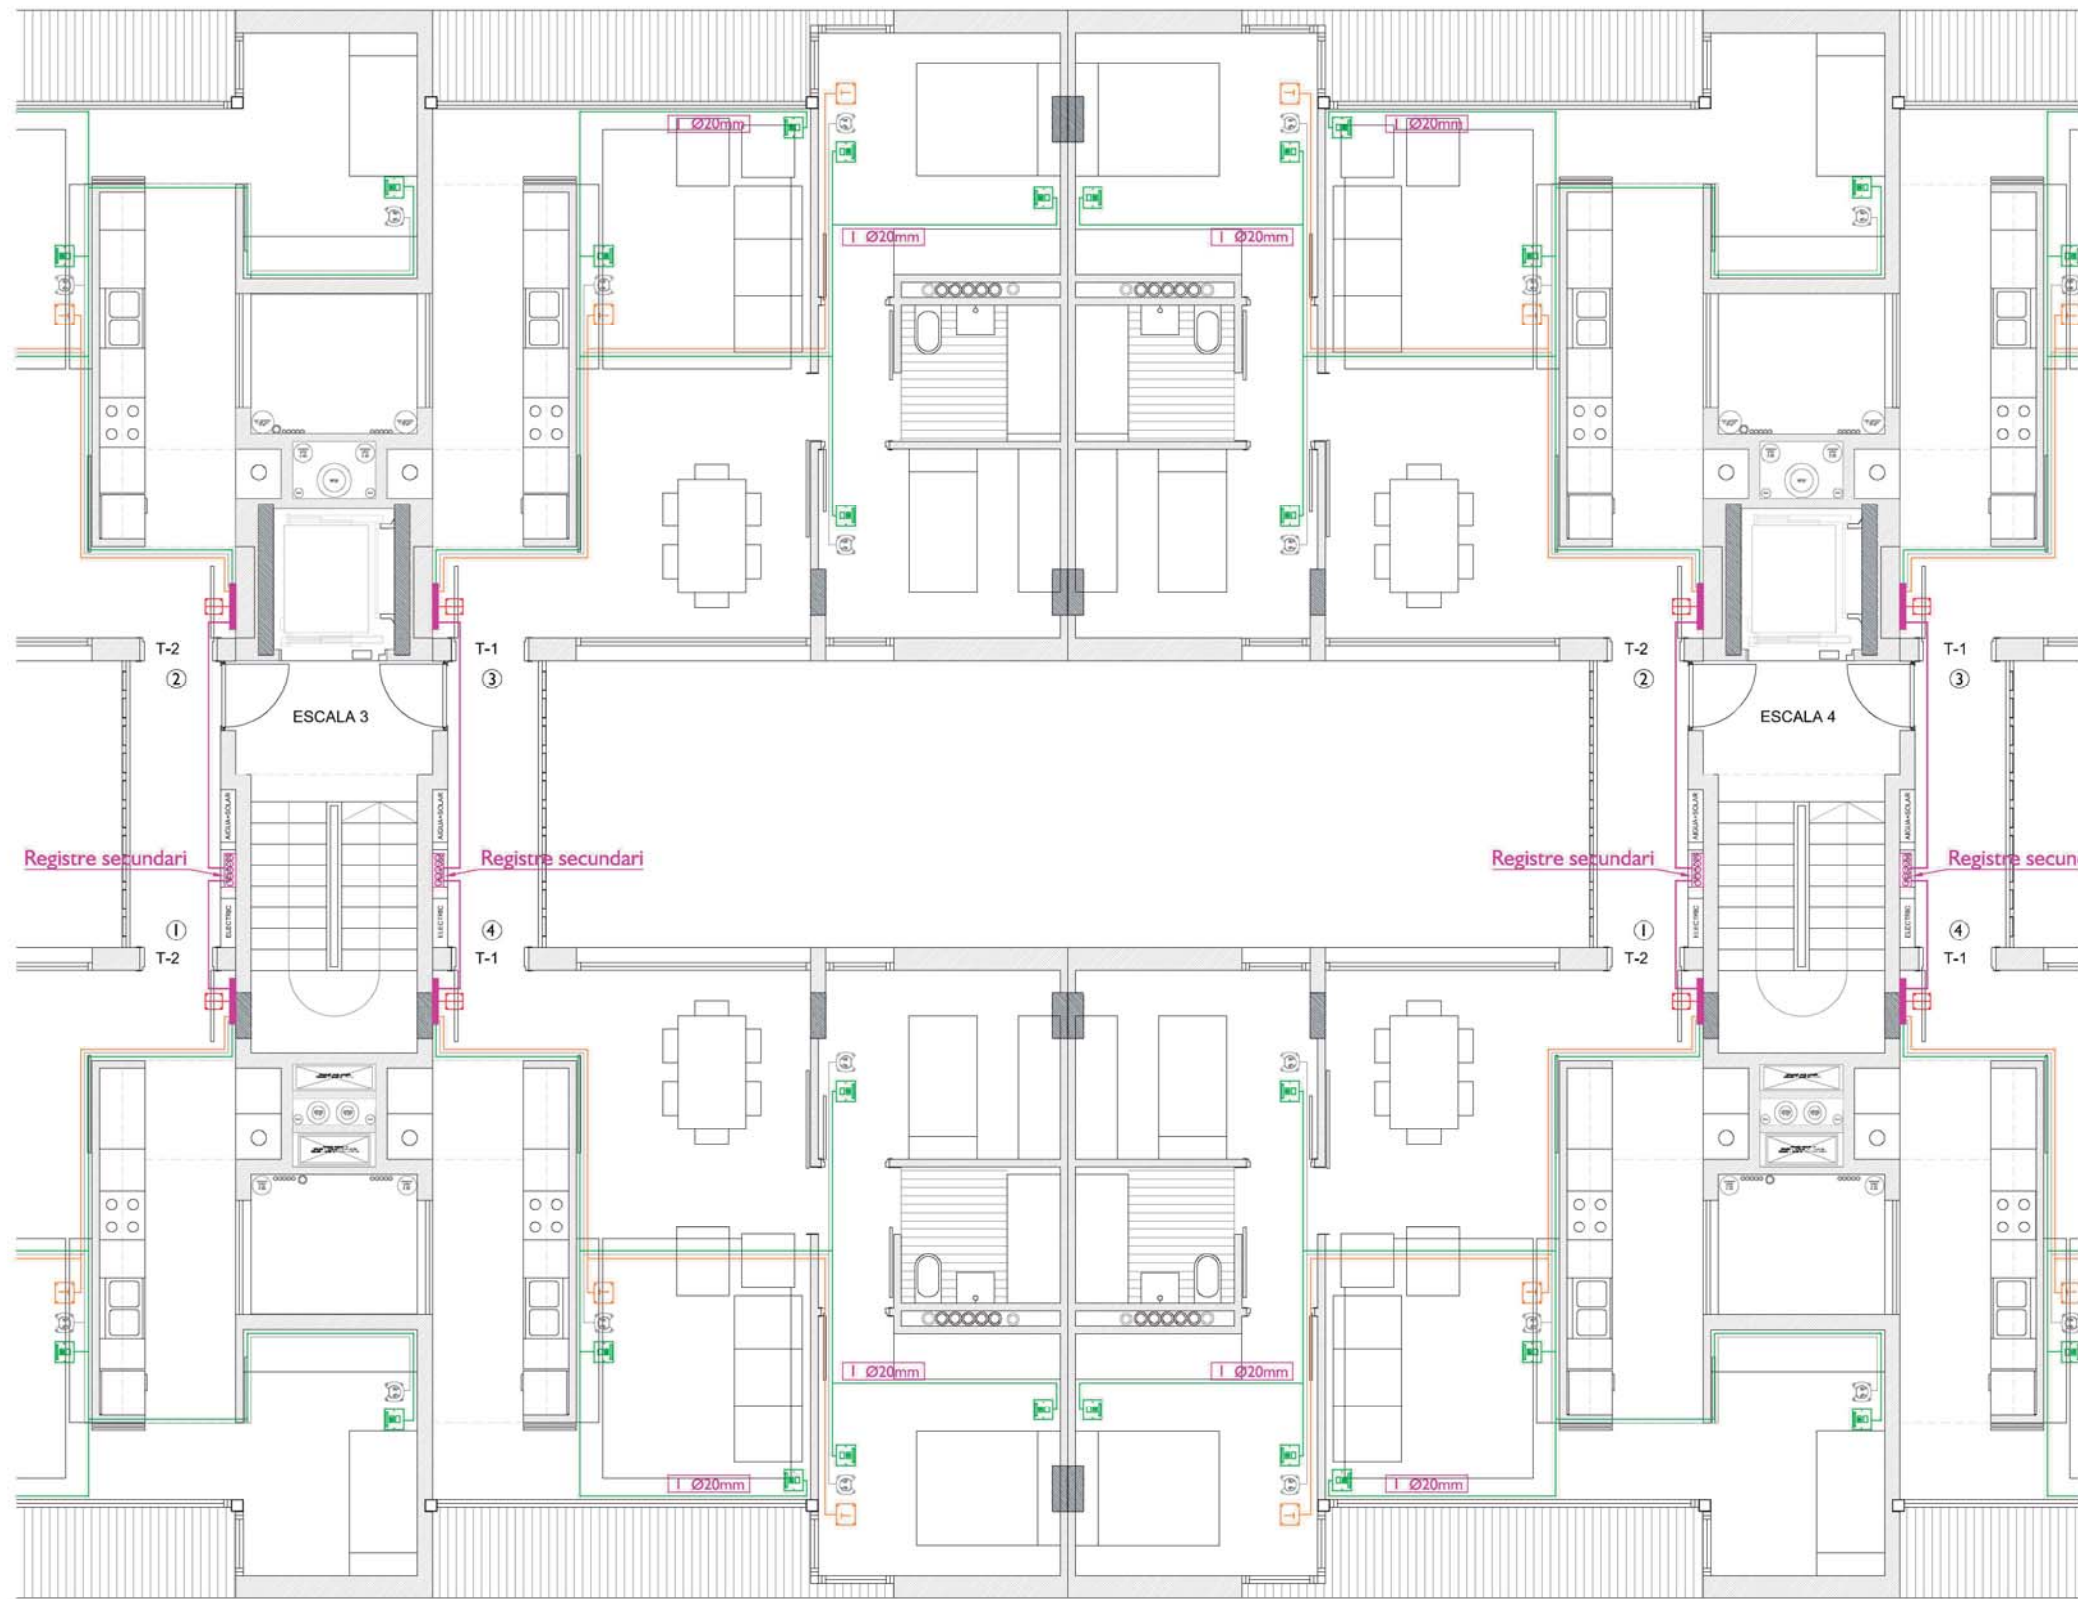 I Ø20mm
I Ø20mm
I Ø20mm
I Ø20mm
T
T
T
T
T
T
T-2
②
T-1
③
T-2
②
T-1
③
ESCALA 3
ESCALA 4
AIGUA+SOLAR
AIGUA+SOLAR
AIGUA+SOLAR
AIGUA+SOLAR
Registre secundari
Registre secundari
Registre secundari
Registre secun
ELECTRIC
ELECTRIC
ELECTRIC
ELECTRIC
①
T-2
④
T-1
①
T-2
④
T-1
T
T
T
T
I Ø20mm
I Ø20mm
I Ø20mm
I Ø20mm
T
T